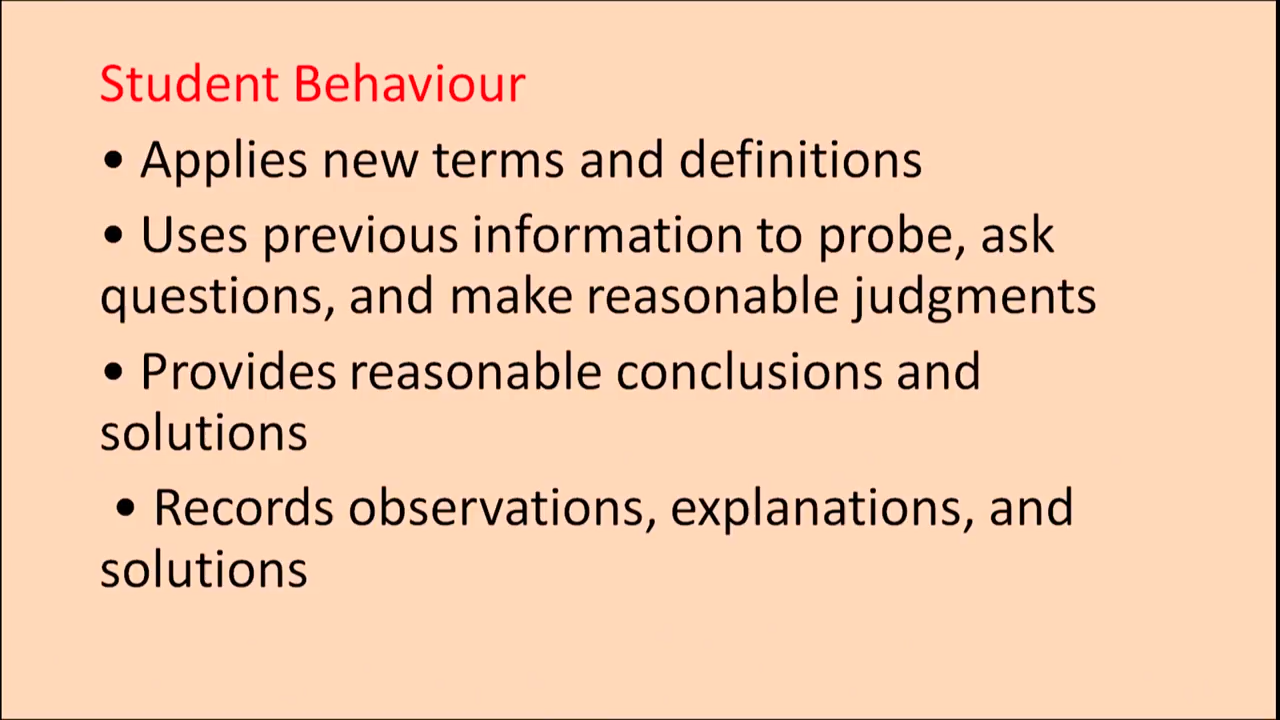 Student Behaviour
• Applies new terms and definitions
• Uses previous information to probe, ask
questions, and make reasonable judgments
• Provides reasonable conclusions and
solutions
• Records observations, explanations, and
solutions